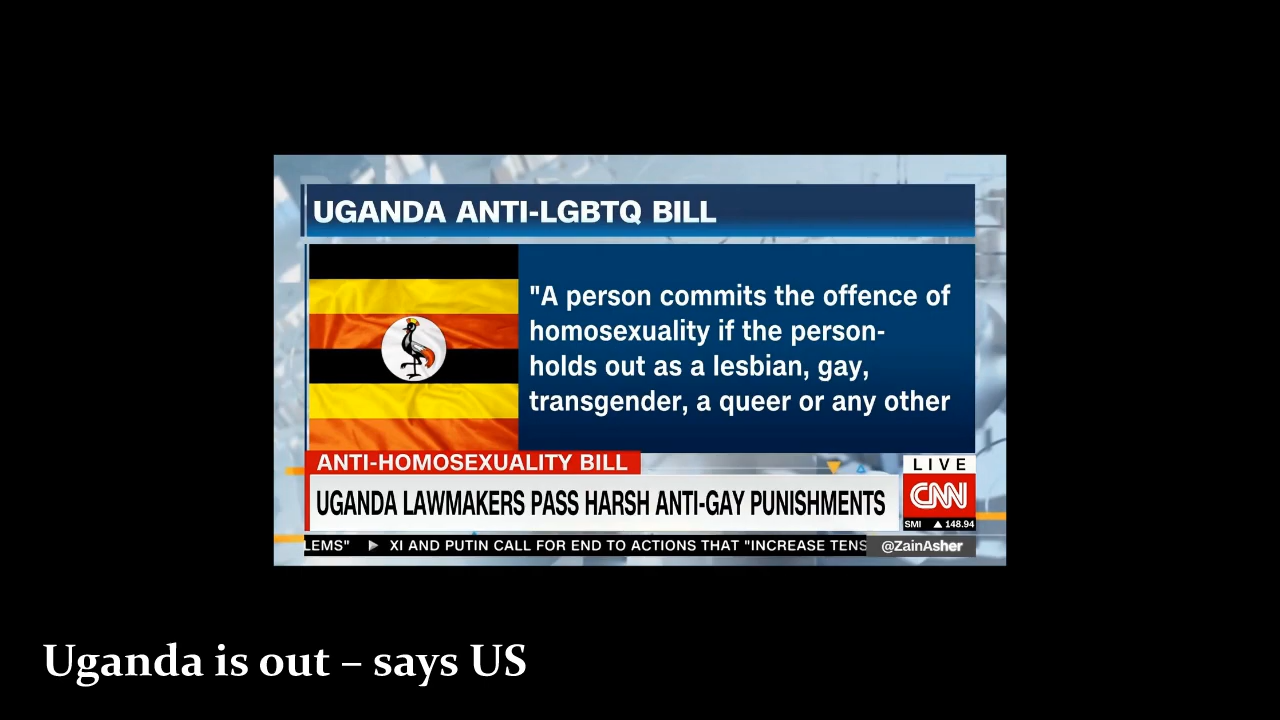 UGANDA ANTI-LGBTQ BILL
"A person commits the offence of
homosexuality if the person-
holds out as a lesbian, gay,
transgender, a queer or any other
ANTI-HOMOSEXUALITY BILL
UGANDA LAWMAKERS PASS HARSH ANTI-GAY PUNISHMENTS
LIVE
CNN
SMI ▲ 148.94
LEMS" ▶ XI AND PUTIN CALL FOR END TO ACTIONS THAT "INCREASE TENS
@ZainAsher
Uganda is out – says US